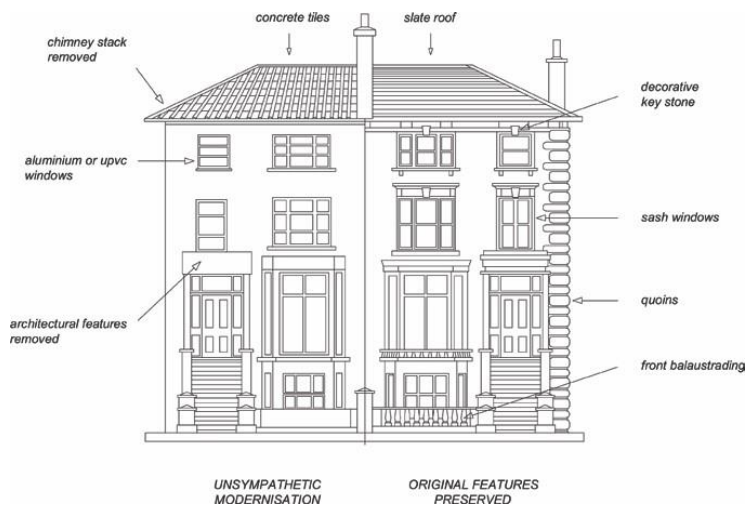 concrete tiles
slate roof
chimney stack
removed
decorative
key stone
aluminium or upvc
windows
sash windows
quoins
architectural features
removed
front balaustrading
UNSYMPATHETIC
MODERNISATION
ORIGINAL FEATURES
PRESERVED